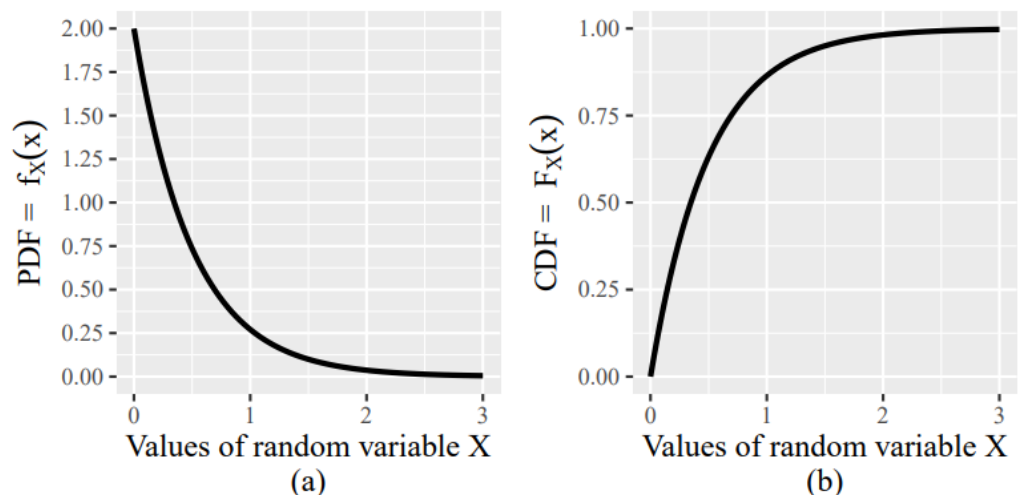 PDF = fX(x)
2.00
1.75
1.50
1.25
1.00
0.75
0.50
0.25
0.00
0 1 2 3
Values of random variable X
(a)
CDF = FX(x)
1.00
0.75
0.50
0.25
0.00
0 1 2 3
Values of random variable X
(b)